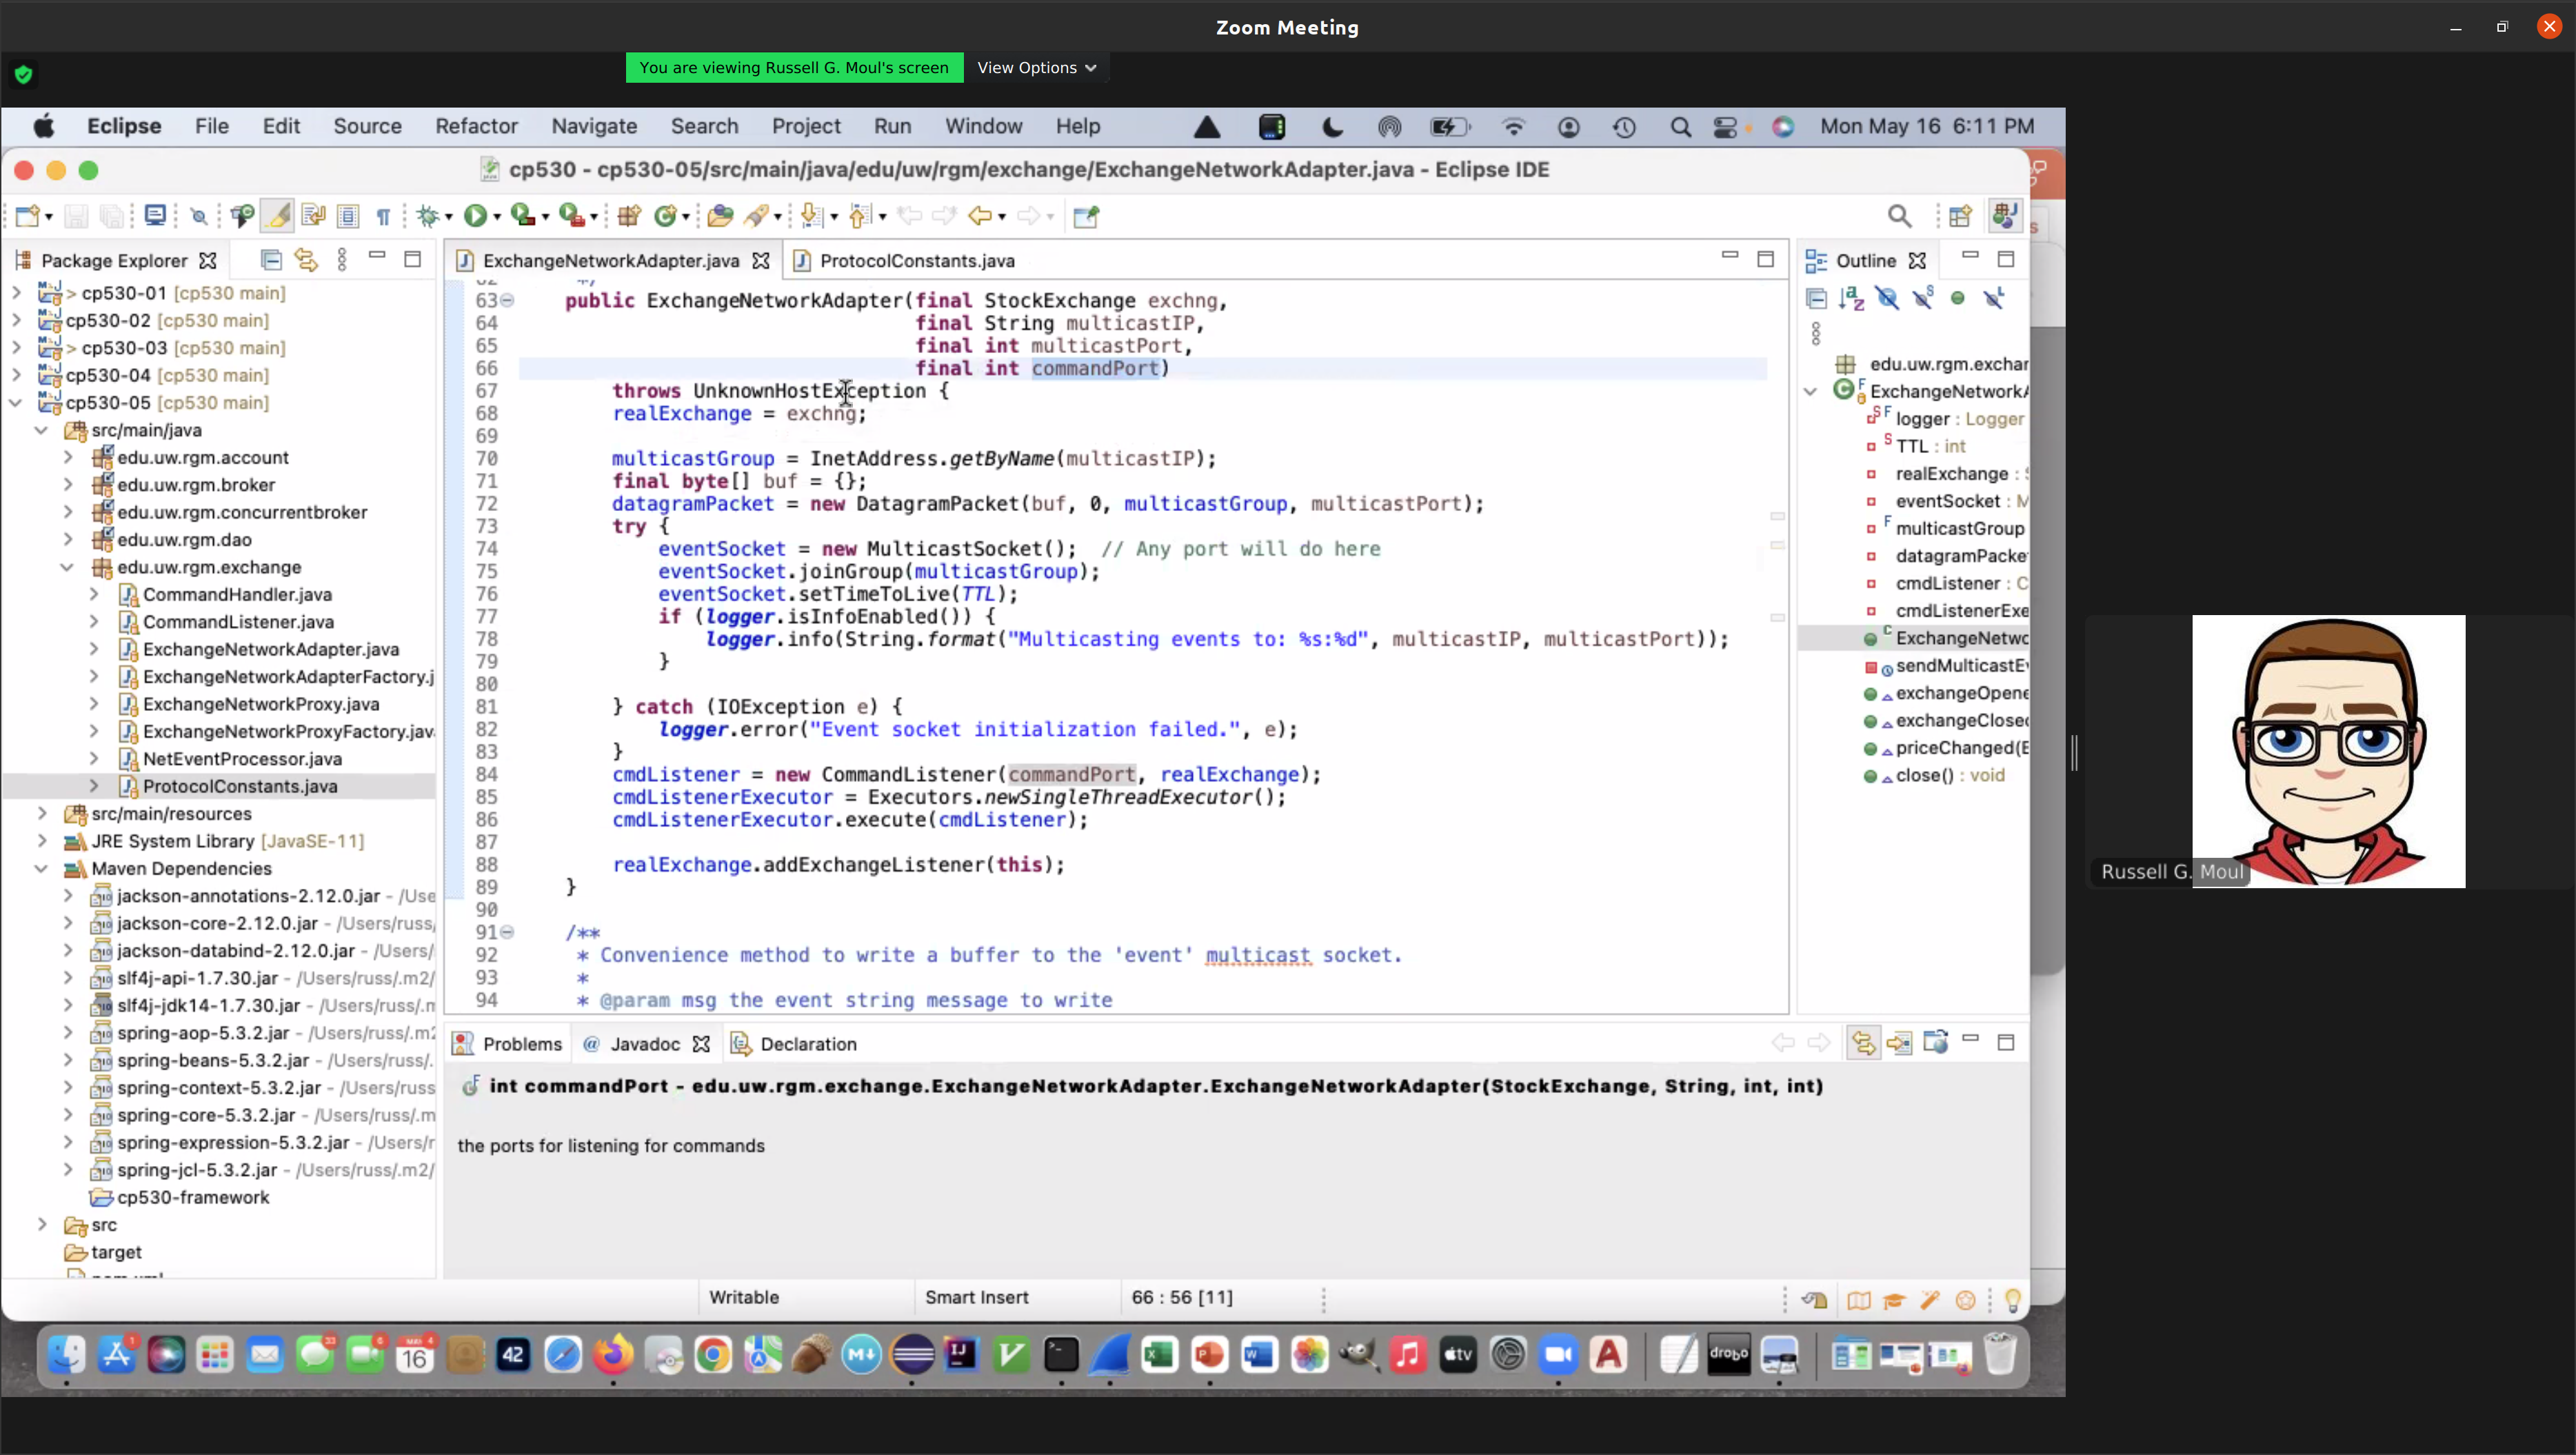 Zoom Meeting
You are viewing Russell G. Moul's screen View Options
Eclipse File Edit Source Refactor Navigate Search Project Run Window Help Mon May 16 6:11 PM
cp530 - cp530-05/src/main/java/edu/uw/rgm/exchange/ExchangeNetworkAdapter.java - Eclipse IDE
Package Explorer
> cp530-01 [cp530 main]
cp530-02 [cp530 main]
> cp530-03 [cp530 main]
cp530-04 [cp530 main]
cp530-05 [cp530 main]
src/main/java
edu.uw.rgm.account
edu.uw.rgm.broker
edu.uw.rgm.concurrentbroker
edu.uw.rgm.dao
edu.uw.rgm.exchange
CommandHandler.java
CommandListener.java
ExchangeNetworkAdapter.java
ExchangeNetworkAdapterFactory.j
ExchangeNetworkProxy.java
ExchangeNetworkProxyFactory.jav
NetEventProcessor.java
ProtocolConstants.java
src/main/resources
JRE System Library [JavaSE-11]
Maven Dependencies
jackson-annotations-2.12.0.jar - /Use
jackson-core-2.12.0.jar - /Users/russ/
jackson-databind-2.12.0.jar - /Users/
slf4j-api-1.7.30.jar - /Users/russ/.m2/
slf4j-jdk14-1.7.30.jar - /Users/russ/.m
spring-aop-5.3.2.jar - /Users/russ/.m2
spring-beans-5.3.2.jar - /Users/russ/.
spring-context-5.3.2.jar - /Users/russ
spring-core-5.3.2.jar - /Users/russ/.m
spring-expression-5.3.2.jar - /Users/r
spring-jcl-5.3.2.jar - /Users/russ/.m2/
cp530-framework
src
target
ExchangeNetworkAdapter.java ProtocolConstants.java
62 */
63 public ExchangeNetworkAdapter(final StockExchange exchng,
64 final String multicastIP,
65 final int multicastPort,
66 final int commandPort)
67 throws UnknownHostException {
68 realExchange = exchng;
69
70 multicastGroup = InetAddress.getByName(multicastIP);
71 final byte[] buf = {};
72 datagramPacket = new DatagramPacket(buf, 0, multicastGroup, multicastPort);
73 try {
74 eventSocket = new MulticastSocket(); // Any port will do here
75 eventSocket.joinGroup(multicastGroup);
76 eventSocket.setTimeToLive(TTL);
77 if (logger.isInfoEnabled()) {
78 logger.info(String.format("Multicasting events to: %s:%d", multicastIP, multicastPort));
79 }
80
81 } catch (IOException e) {
82 logger.error("Event socket initialization failed.", e);
83 }
84 cmdListener = new CommandListener(commandPort, realExchange);
85 cmdListenerExecutor = Executors.newSingleThreadExecutor();
86 cmdListenerExecutor.execute(cmdListener);
87
88 realExchange.addExchangeListener(this);
89 }
90
91 /**
92 * Convenience method to write a buffer to the 'event' multicast socket.
93 *
94 * @param msg the event string message to write
Outline
edu.uw.rgm.exchar
ExchangeNetworkA
logger : Logger
TTL : int
realExchange : S
eventSocket : M
multicastGroup
datagramPacke
cmdListener : C
cmdListenerExe
ExchangeNetwo
sendMulticastEv
exchangeOpene
exchangeClosed
priceChanged(E
close() : void
Problems @ Javadoc Declaration
int commandPort - edu.uw.rgm.exchange.ExchangeNetworkAdapter.ExchangeNetworkAdapter(StockExchange, String, int, int)
the ports for listening for commands
Writable Smart Insert 66 : 56 [11]
Russell G. Moul
16
42
IJ
tv
drobo